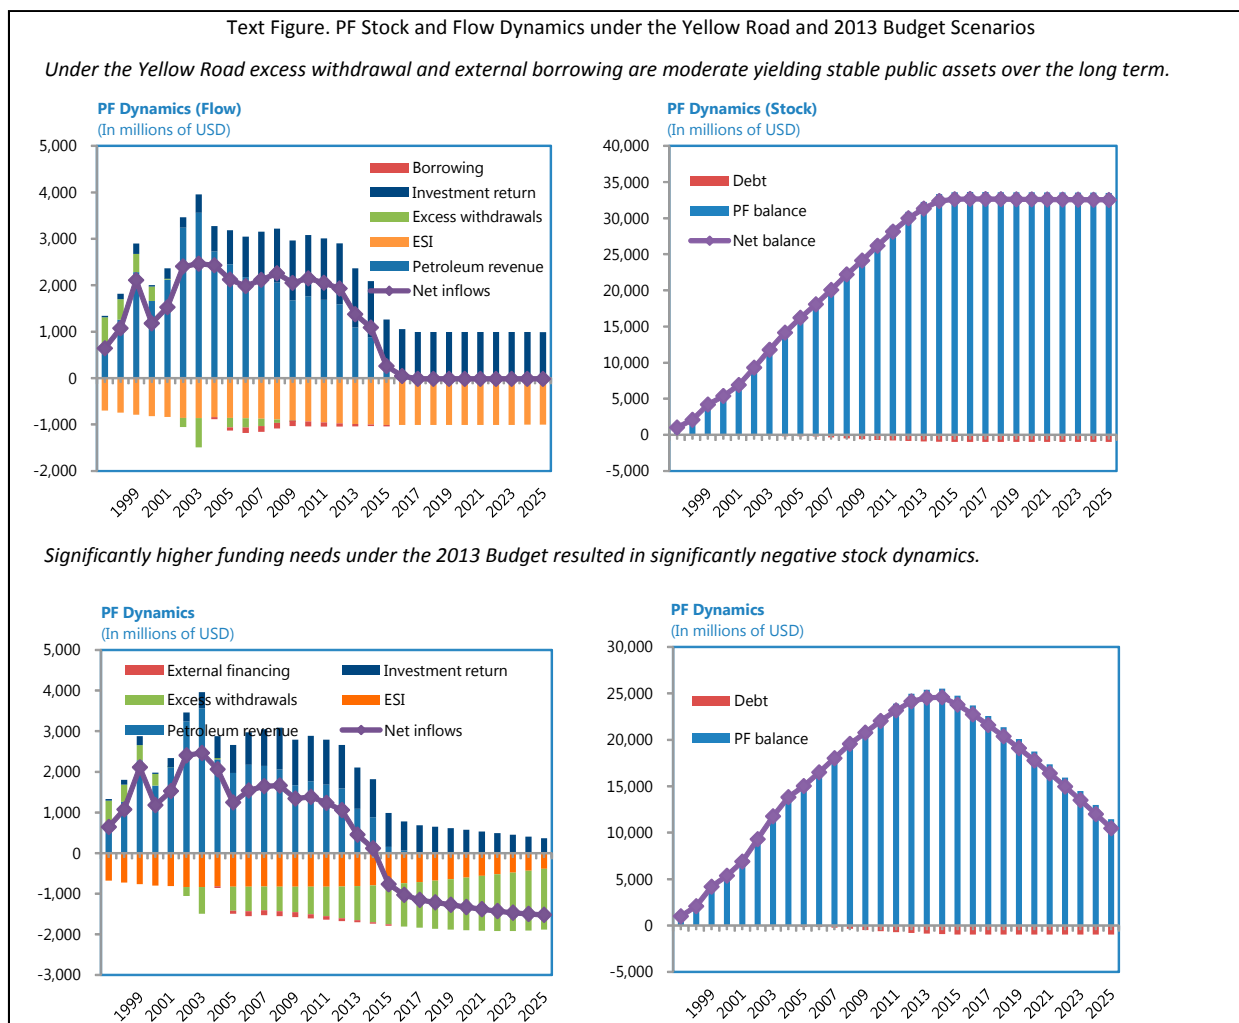 Text Figure. PF Stock and Flow Dynamics under the Yellow Road and 2013 Budget Scenarios
Under the Yellow Road excess withdrawal and external borrowing are moderate yielding stable public assets over the long term.
PF Dynamics (Flow)
(In millions of USD)
5,000
4,000
3,000
2,000
1,000
0
-1,000
-2,000
Borrowing
Investment return
Excess withdrawals
ESI
Petroleum revenue
Net inflows
1999 2001 2003 2005 2007 2009 2011 2013 2015 2017 2019 2021 2023 2025
PF Dynamics (Stock)
(In millions of USD)
40,000
35,000
30,000
25,000
20,000
15,000
10,000
5,000
0
-5,000
Debt
PF balance
Net balance
1999 2001 2003 2005 2007 2009 2011 2013 2015 2017 2019 2021 2023 2025
Significantly higher funding needs under the 2013 Budget resulted in significantly negative stock dynamics.
PF Dynamics
(In millions of USD)
5,000
4,000
3,000
2,000
1,000
0
-1,000
-2,000
-3,000
External financing
Investment return
Excess withdrawals
ESI
Petroleum revenue
Net inflows
1999 2001 2003 2005 2007 2009 2011 2013 2015 2017 2019 2021 2023 2025
PF Dynamics
(In millions of USD)
30,000
25,000
20,000
15,000
10,000
5,000
0
-5,000
Debt
PF balance
1999 2001 2003 2005 2007 2009 2011 2013 2015 2017 2019 2021 2023 2025